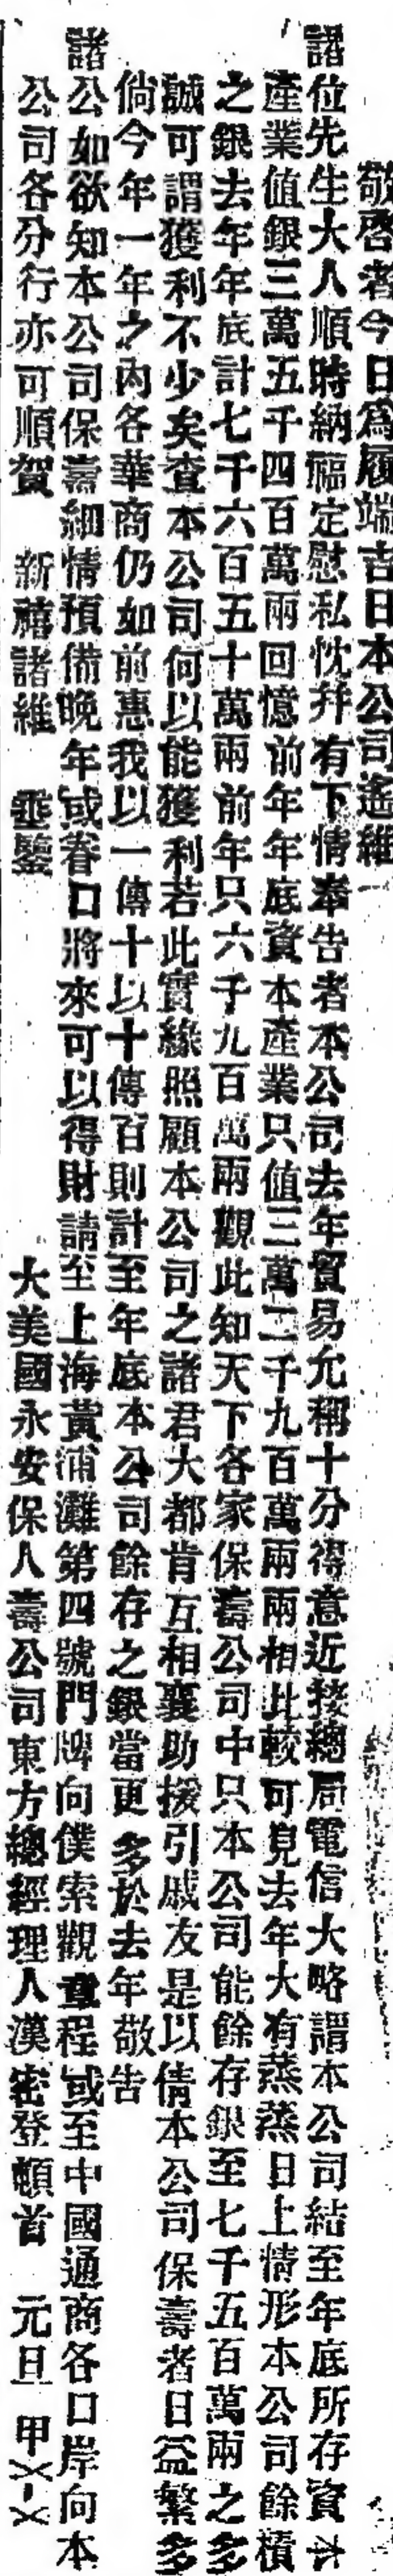 敬啓者今日爲履端吉日本公司遙維
諸位先生大人順時納福定慰私忱幷有下情奉告者本公司去年貿易允稱十分得意近接總局電信大略謂本公司結至年底所存資本
產業值銀三萬五千四百萬兩回憶前年年底資本產業只值三萬二千九百萬兩兩相比較可見去年大有蒸蒸日上情形本公司餘積
之銀去年年底計七千六百五十萬兩前年只六千九百萬兩觀此知天下各家保壽公司中只本公司能餘存銀至七千五百萬兩之多
誠可謂獲利不少矣查本公司何以能獲利若此實緣照顧本公司之諸君大都肯互相襄助援引戚友是以倩本公司保壽者日益繁多
倘今年一年之內各華商仍如前惠我以一傳十以十傳百則計至年底本公司餘存之銀當更多於去年敬告
諸公如欲知本公司保壽細情預備晚年或眷口將來可以得財請至上海黃浦灘第四號門牌向僕索觀章程或至中國通商各口岸向本
公司各分行亦可順賀 新禧諸維 垂鑒 大美國永安保人壽公司東方總經理人漢密登頓首 元旦 甲